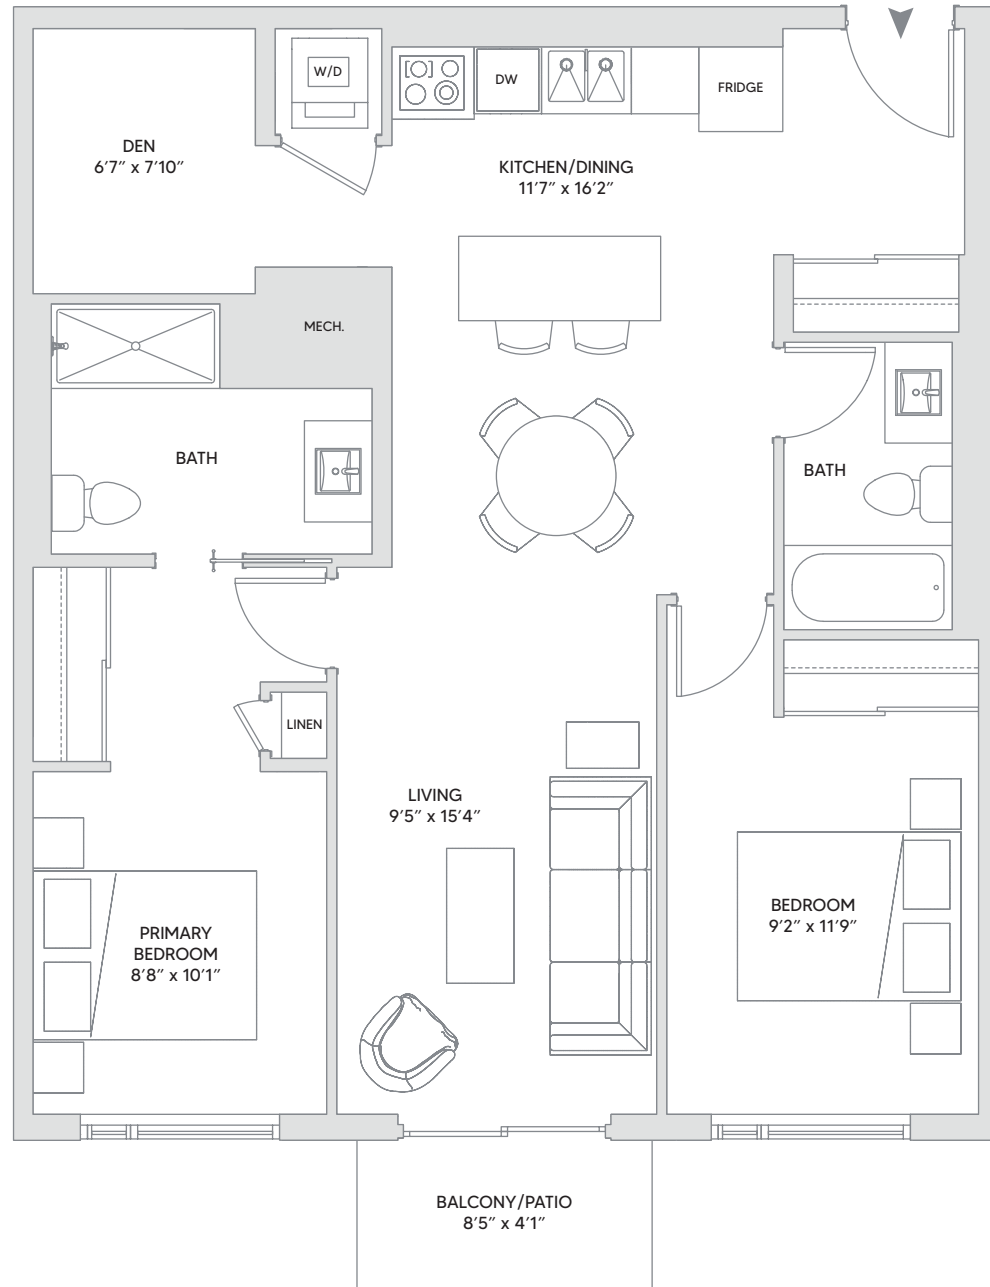 W/D
DW
FRIDGE
DEN
6′7″ x 7′10″
KITCHEN/DINING
11′7″ x 16′2″
MECH.
BATH
BATH
LINEN
LIVING
9′5″ x 15′4″
PRIMARY
BEDROOM
8′8″ x 10′1″
BEDROOM
9′2″ x 11′9″
BALCONY/PATIO
8′5″ x 4′1″